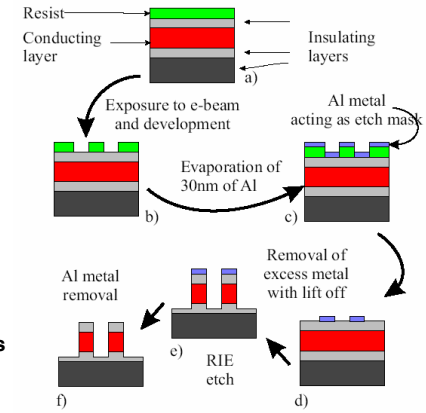 Resist
Conducting
layer
Insulating
layers
a)
Exposure to e-beam
and development
Al metal
acting as etch mask
b)
Evaporation of
30nm of Al
c)
Removal of
excess metal
with lift off
Al metal
removal
s
e)
RIE
etch
f)
d)